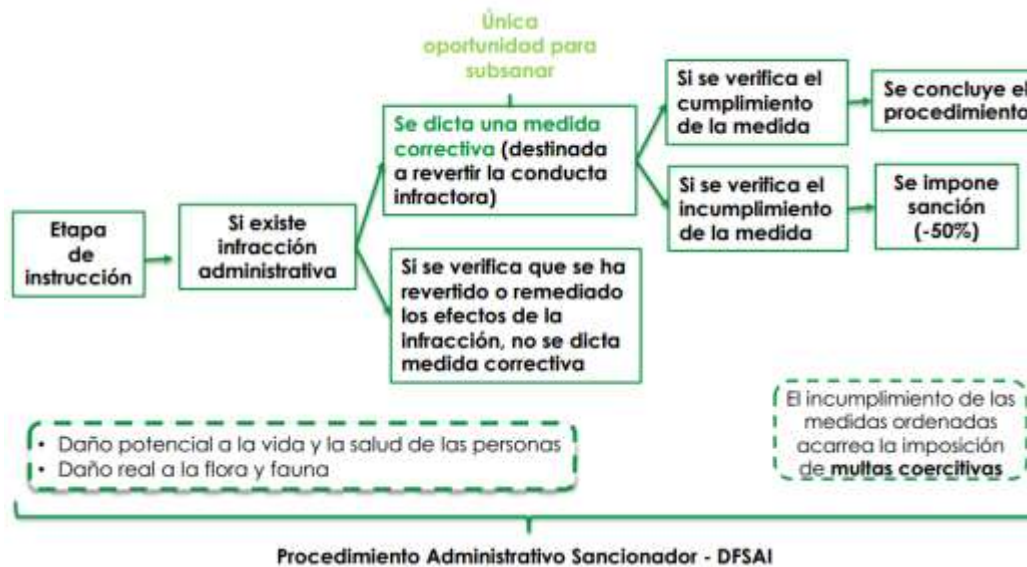 Única
oportunidad para
subsanar
Se dicta una medida
correctiva (destinada
a revertir la conducta
infractora)
Si se verifica el
cumplimiento
de la medida
Se concluye el
procedimiento
Si se verifica el
incumplimiento
de la medida
Se impone
sanción
(-50%)
Etapa
de
instrucción
Si existe
infracción
administrativa
Si se verifica que se ha
revertido o remediado
los efectos de la
infracción, no se dicta
medida correctiva
• Daño potencial a la vida y la salud de las personas
• Daño real a la flora y fauna
El incumplimiento de las
medidas ordenadas
acarrea la imposición
de multas coercitivas
Procedimiento Administrativo Sancionador - DFSAI